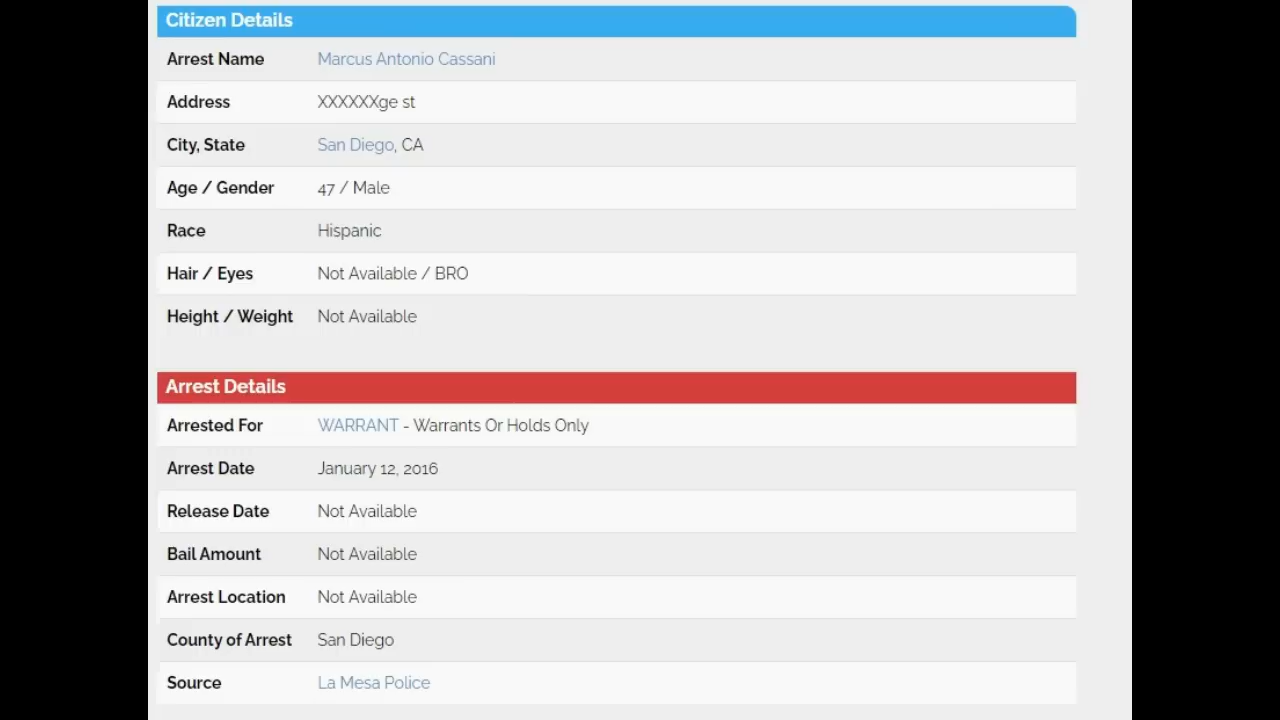 Citizen Details
Arrest Name Marcus Antonio Cassani
Address XXXXXXge st
City, State San Diego, CA
Age / Gender 47 / Male
Race Hispanic
Hair / Eyes Not Available / BRO
Height / Weight Not Available
Arrest Details
Arrested For WARRANT - Warrants Or Holds Only
Arrest Date January 12, 2016
Release Date Not Available
Bail Amount Not Available
Arrest Location Not Available
County of Arrest San Diego
Source La Mesa Police